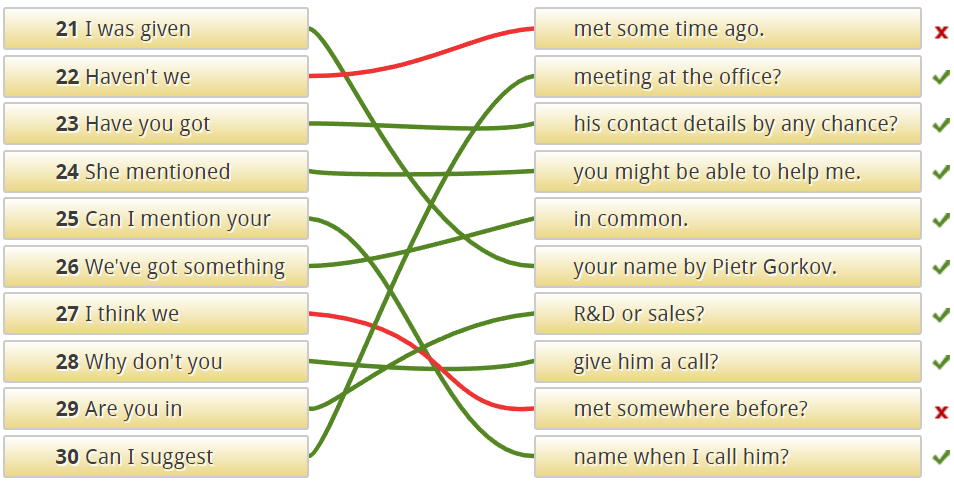 21 I was given met some time ago.
22 Haven't we meeting at the office?
23 Have you got his contact details by any chance?
24 She mentioned you might be able to help me.
25 Can I mention your in common.
26 We've got something your name by Pietr Gorkov.
27 I think we R&D or sales?
28 Why don't you give him a call?
29 Are you in met somewhere before?
30 Can I suggest name when I call him?